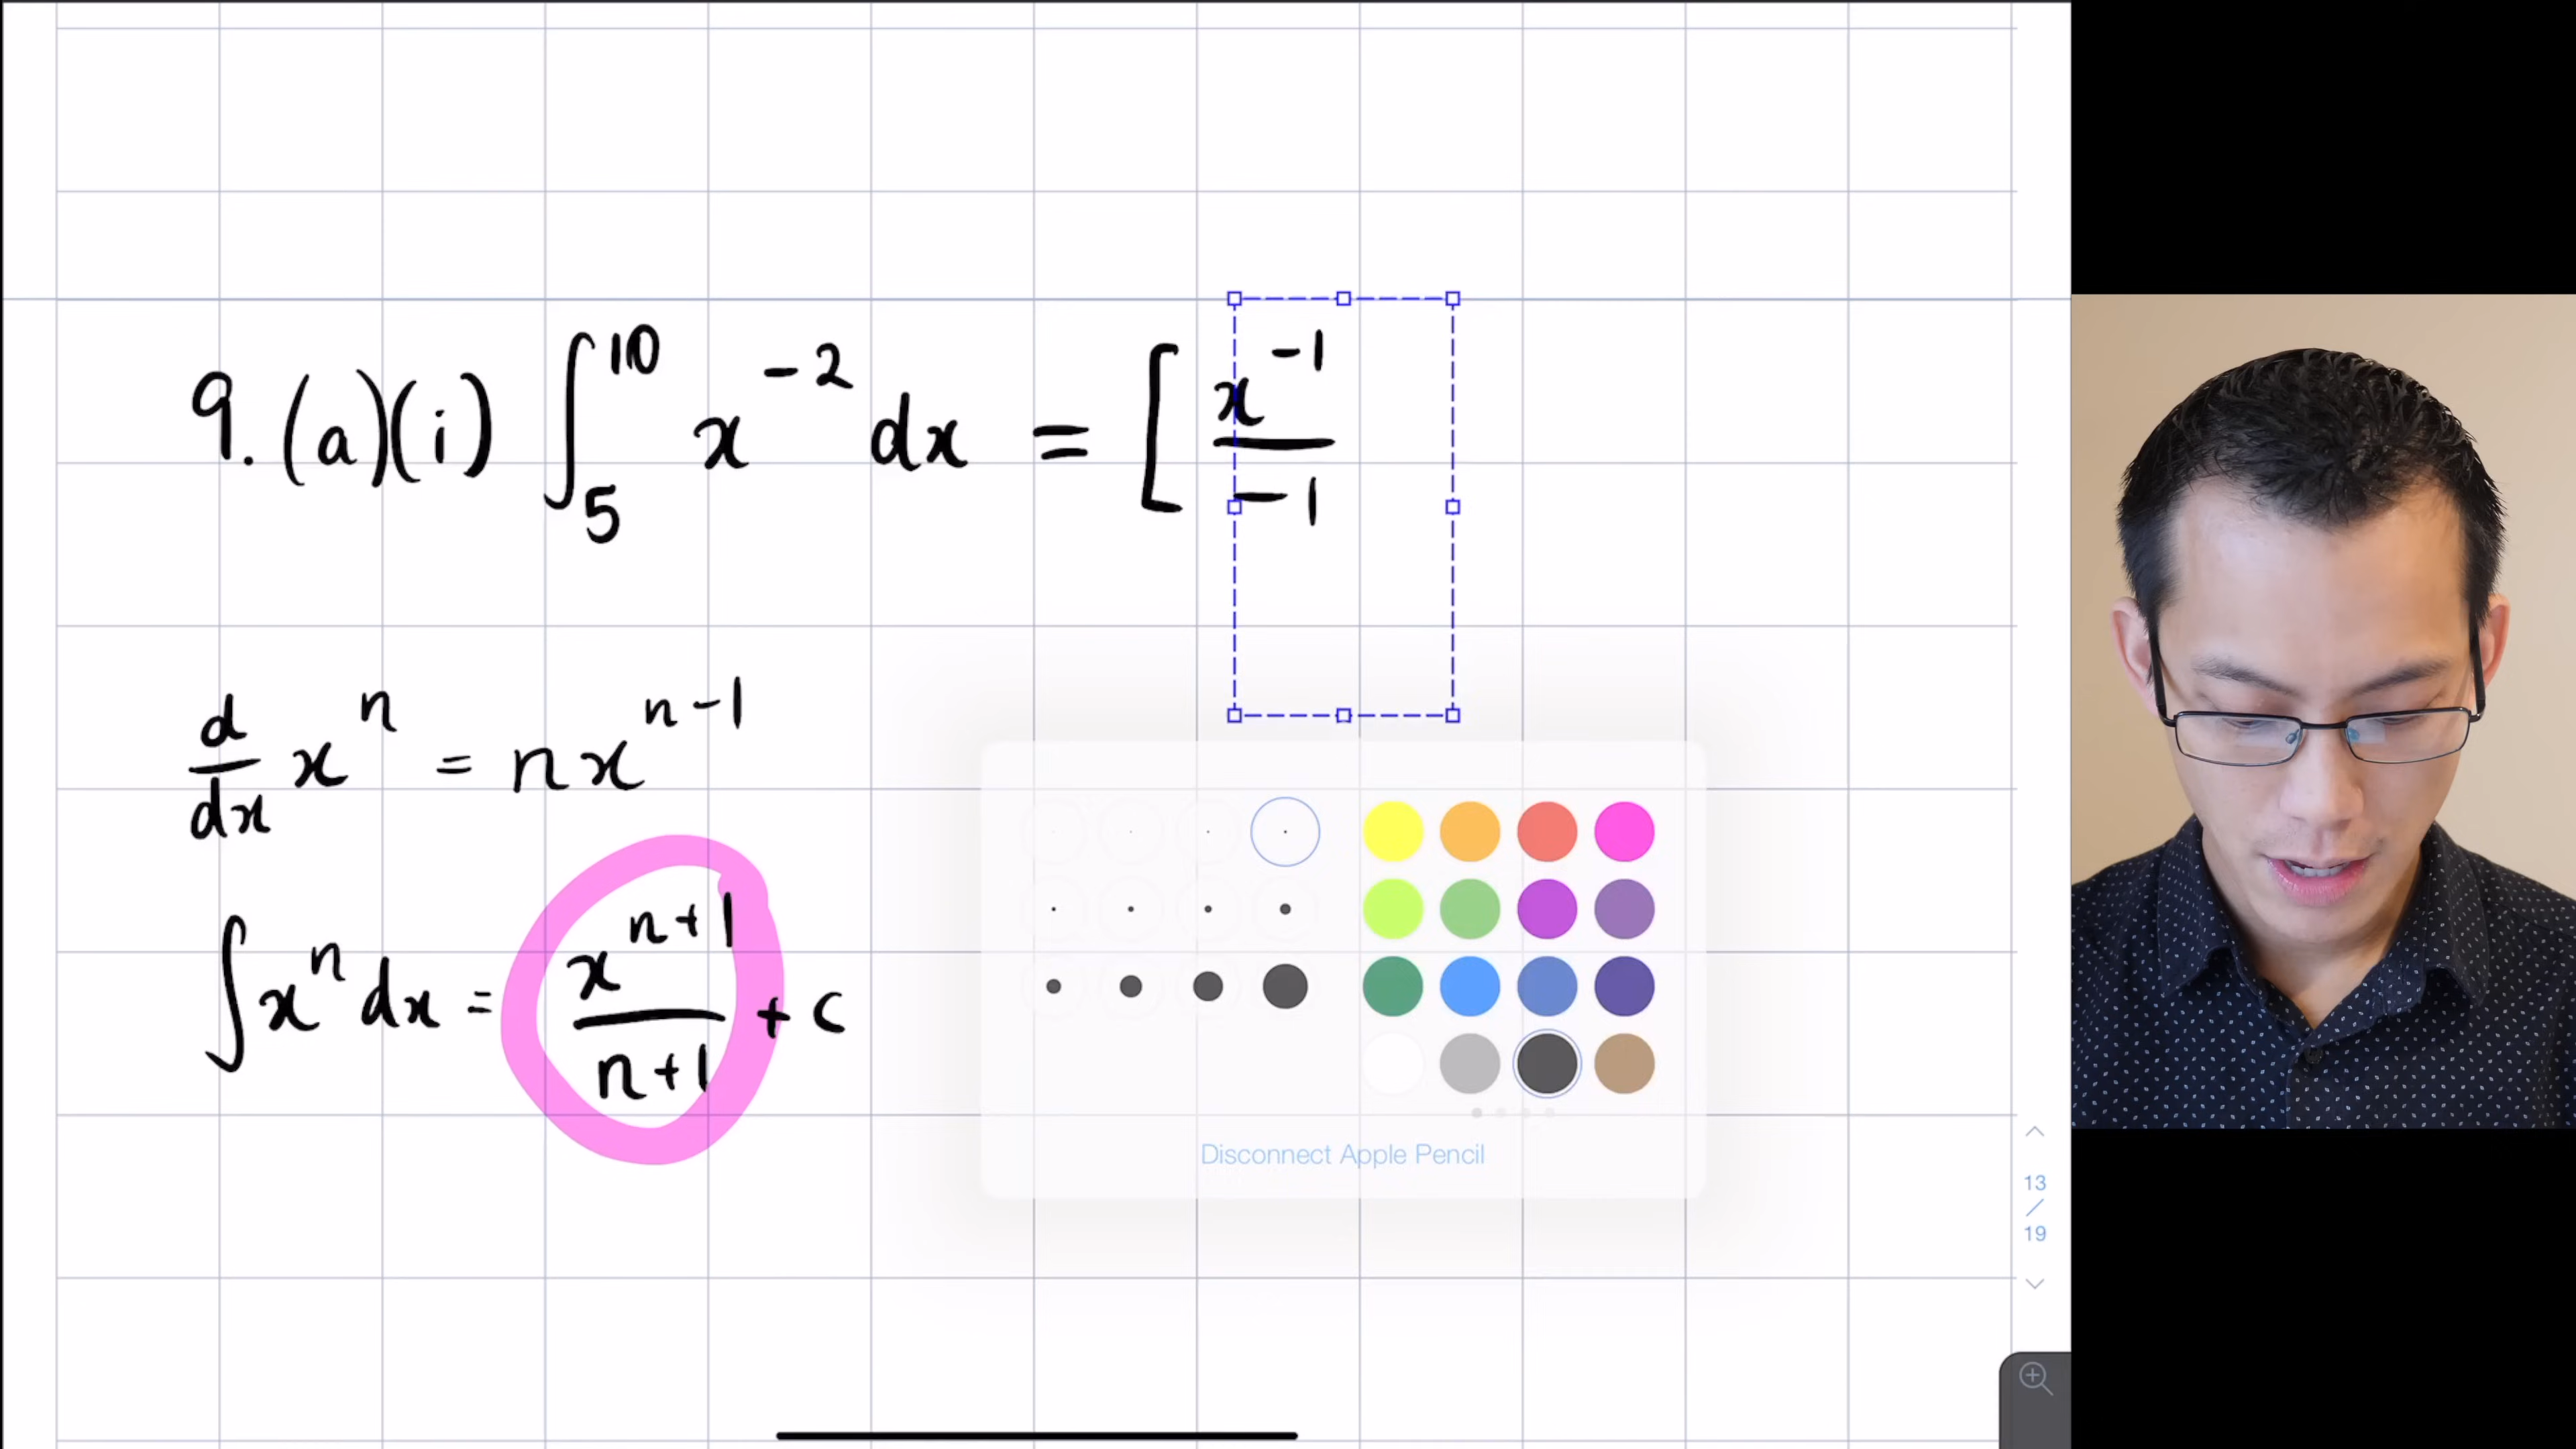 9. (a)(i) ∫₅¹⁰ x⁻² dx = [ x⁻¹ / −1
d/dx xⁿ = nxⁿ⁻¹
∫ xⁿ dx = xⁿ⁺¹ / n+1 + c
Disconnect Apple Pencil
13
/
19